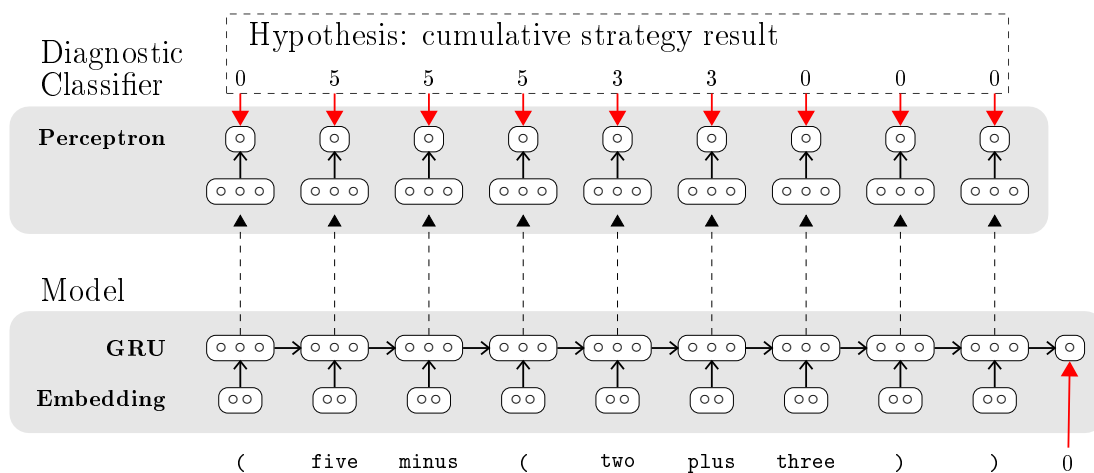 Hypothesis: cumulative strategy result
Diagnostic
Classifier
0 5 5 5 3 3 0 0 0
Perceptron
Model
GRU
Embedding
( five minus ( two plus three ) ) 0